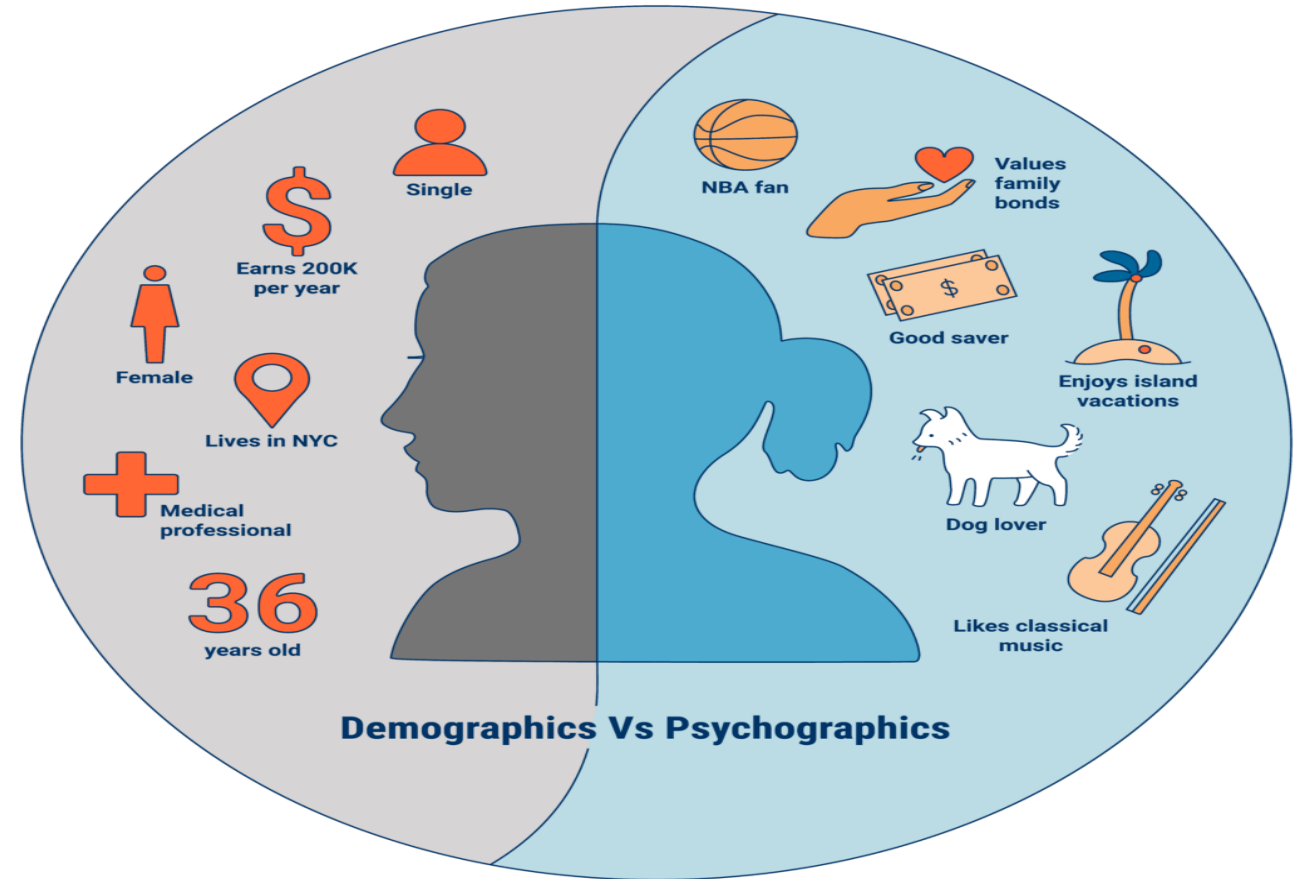 Single
$
Earns 200K
per year
Female
Lives in NYC
Medical
professional
36
years old
NBA fan
Values
family
bonds
$
Good saver
Enjoys island
vacations
Dog lover
Likes classical
music
Demographics Vs Psychographics